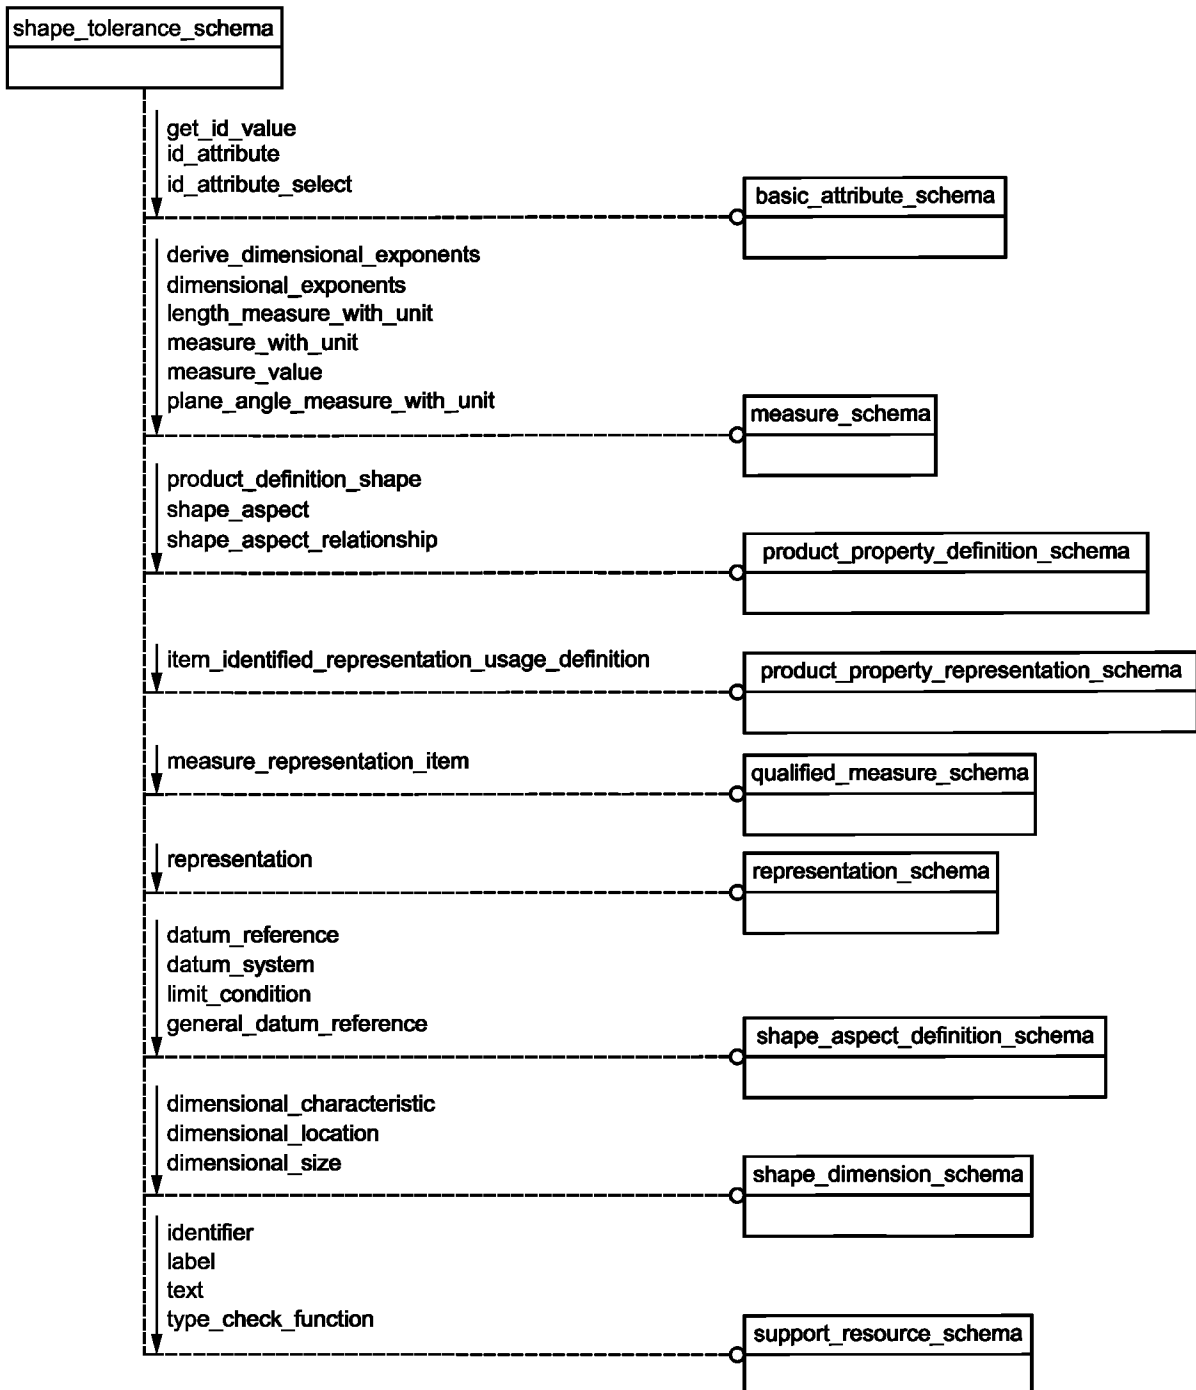 shape_tolerance_schema
get_id_value
id_attribute
id_attribute_select
basic_attribute_schema
derive_dimensional_exponents
dimensional_exponents
length_measure_with_unit
measure_with_unit
measure_value
plane_angle_measure_with_unit
measure_schema
product_definition_shape
shape_aspect
shape_aspect_relationship
product_property_definition_schema
item_identified_representation_usage_definition
product_property_representation_schema
measure_representation_item
qualified_measure_schema
representation
representation_schema
datum_reference
datum_system
limit_condition
general_datum_reference
shape_aspect_definition_schema
dimensional_characteristic
dimensional_location
dimensional_size
shape_dimension_schema
identifier
label
text
type_check_function
support_resource_schema